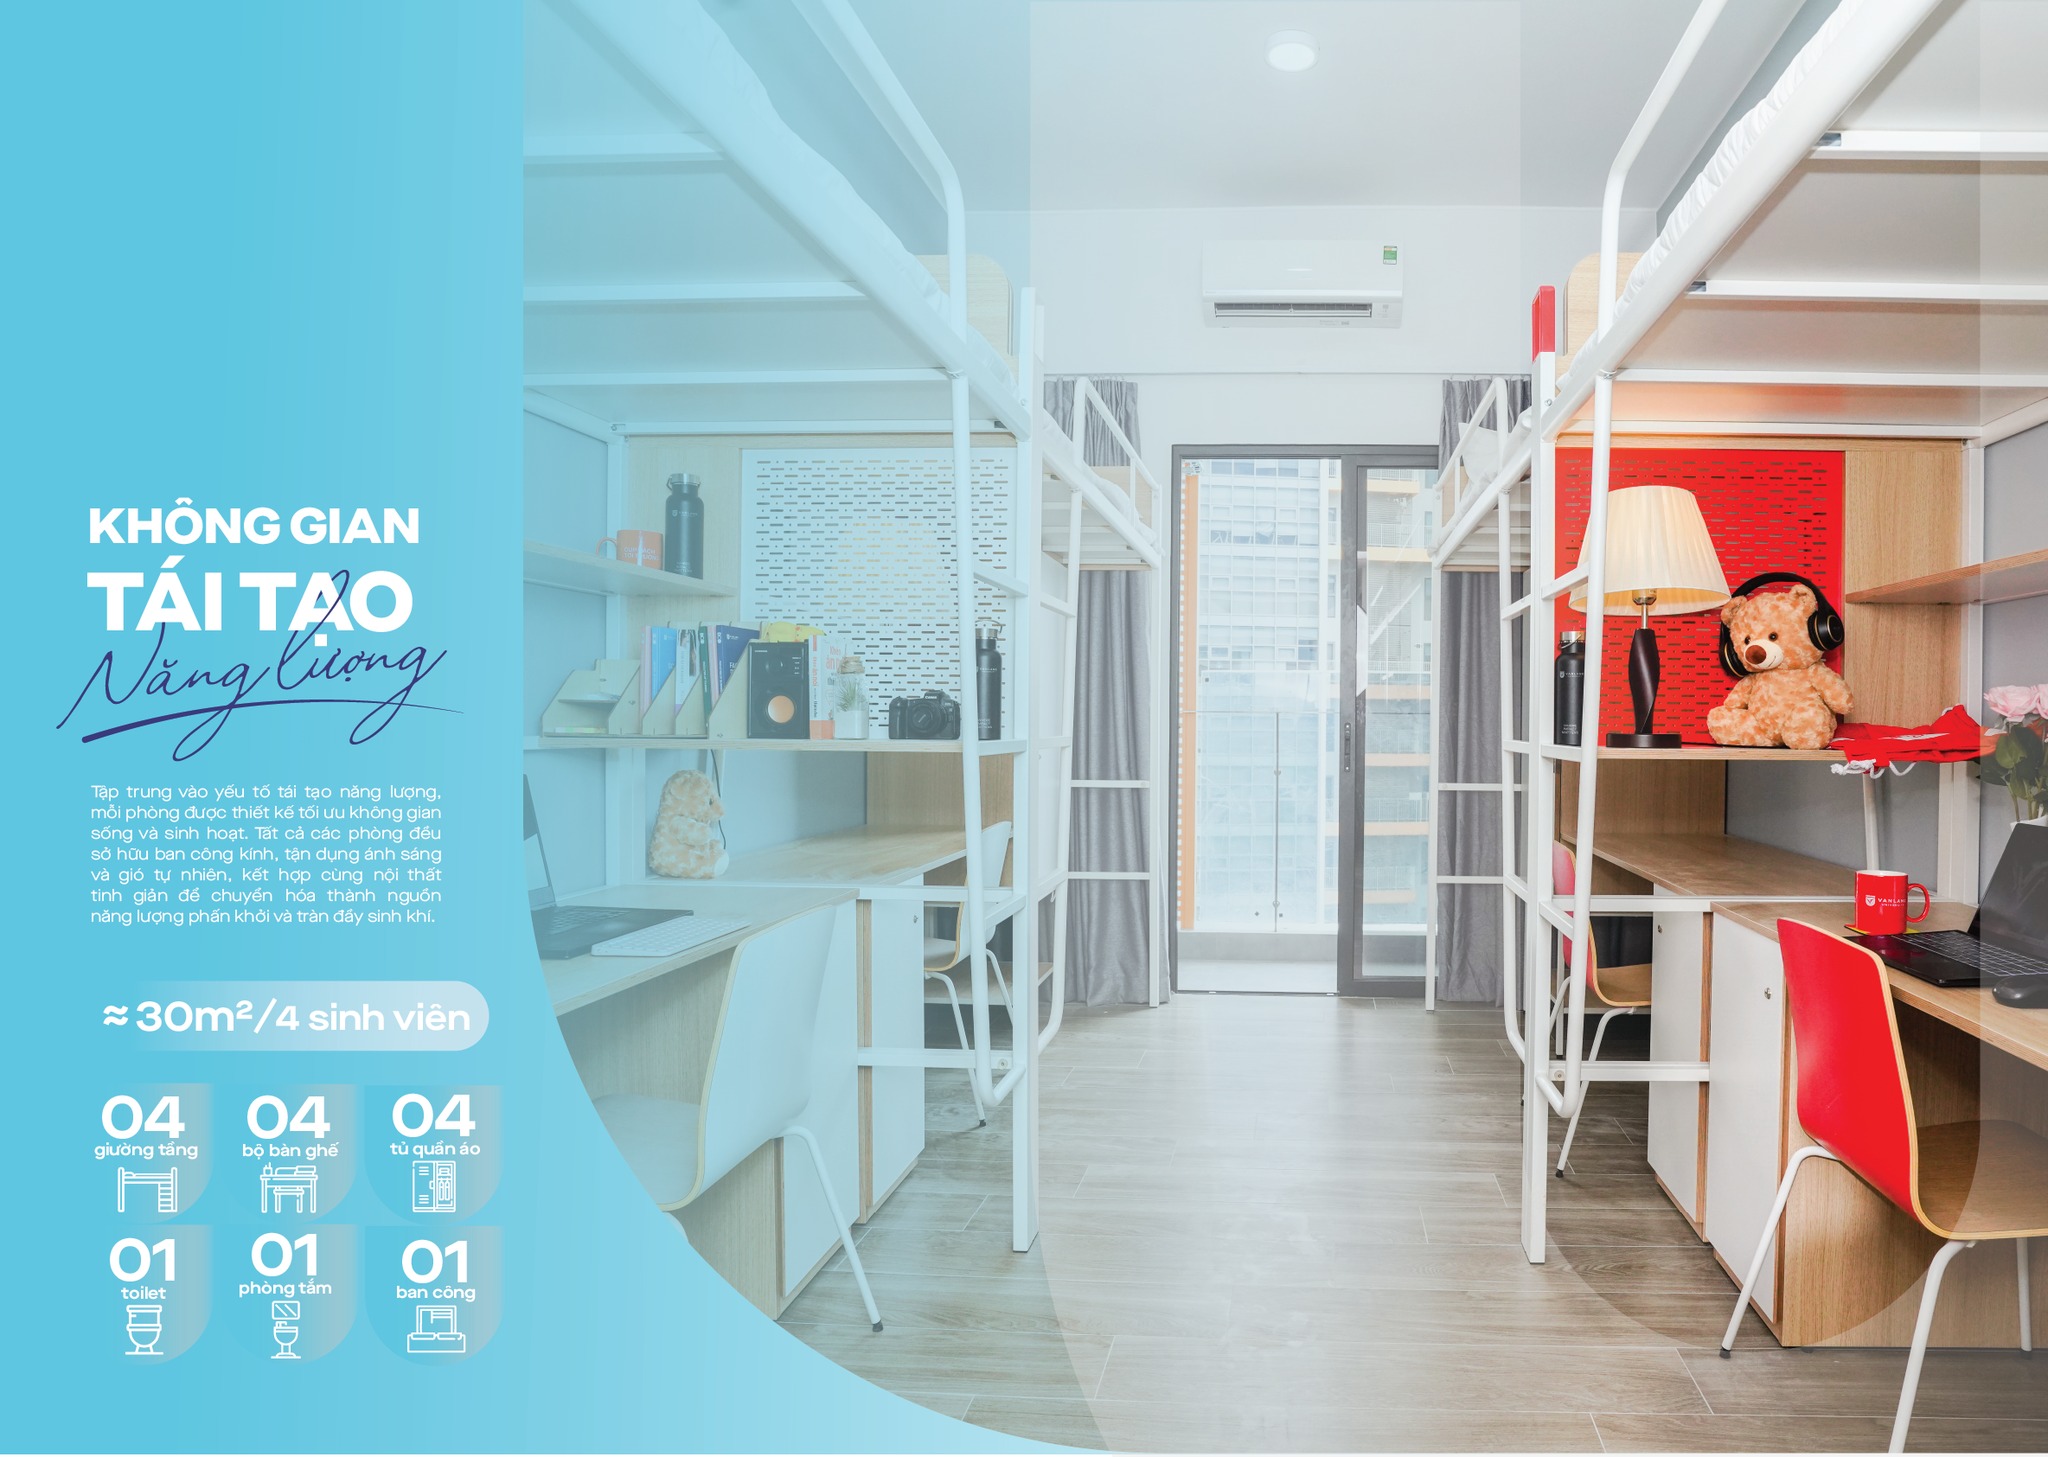 KHÔNG GIAN
TÁI TẠO
Năng lượng
Tập trung vào yếu tố tái tạo năng lượng,
mỗi phòng được thiết kế tối ưu không gian
sống và sinh hoạt. Tất cả các phòng đều
sở hữu ban công kính, tận dụng ánh sáng
và gió tự nhiên, kết hợp cùng nội thất
tinh giản để chuyển hóa thành nguồn
năng lượng phấn khởi và tràn đầy sinh khí.
≈ 30m²/4 sinh viên
04 04 04
giường tầng bộ bàn ghế tủ quần áo
01 01 01
toilet phòng tắm ban công
VANLANG